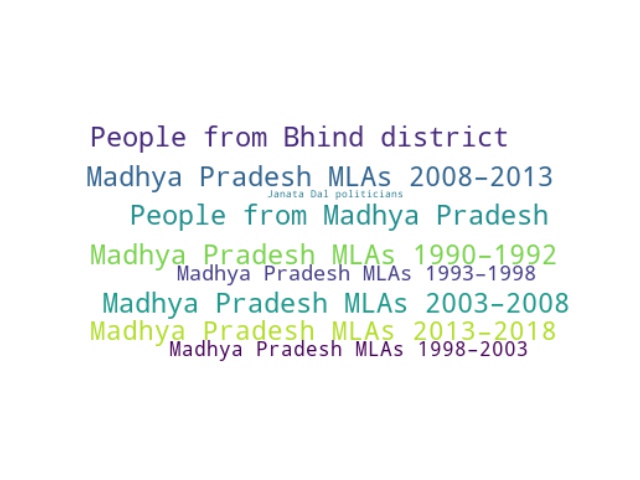 People from Bhind district
Madhya Pradesh MLAs 2008–2013
Janata Dal politicians
People from Madhya Pradesh
Madhya Pradesh MLAs 1990–1992
Madhya Pradesh MLAs 1993–1998
Madhya Pradesh MLAs 2003–2008
Madhya Pradesh MLAs 2013–2018
Madhya Pradesh MLAs 1998–2003